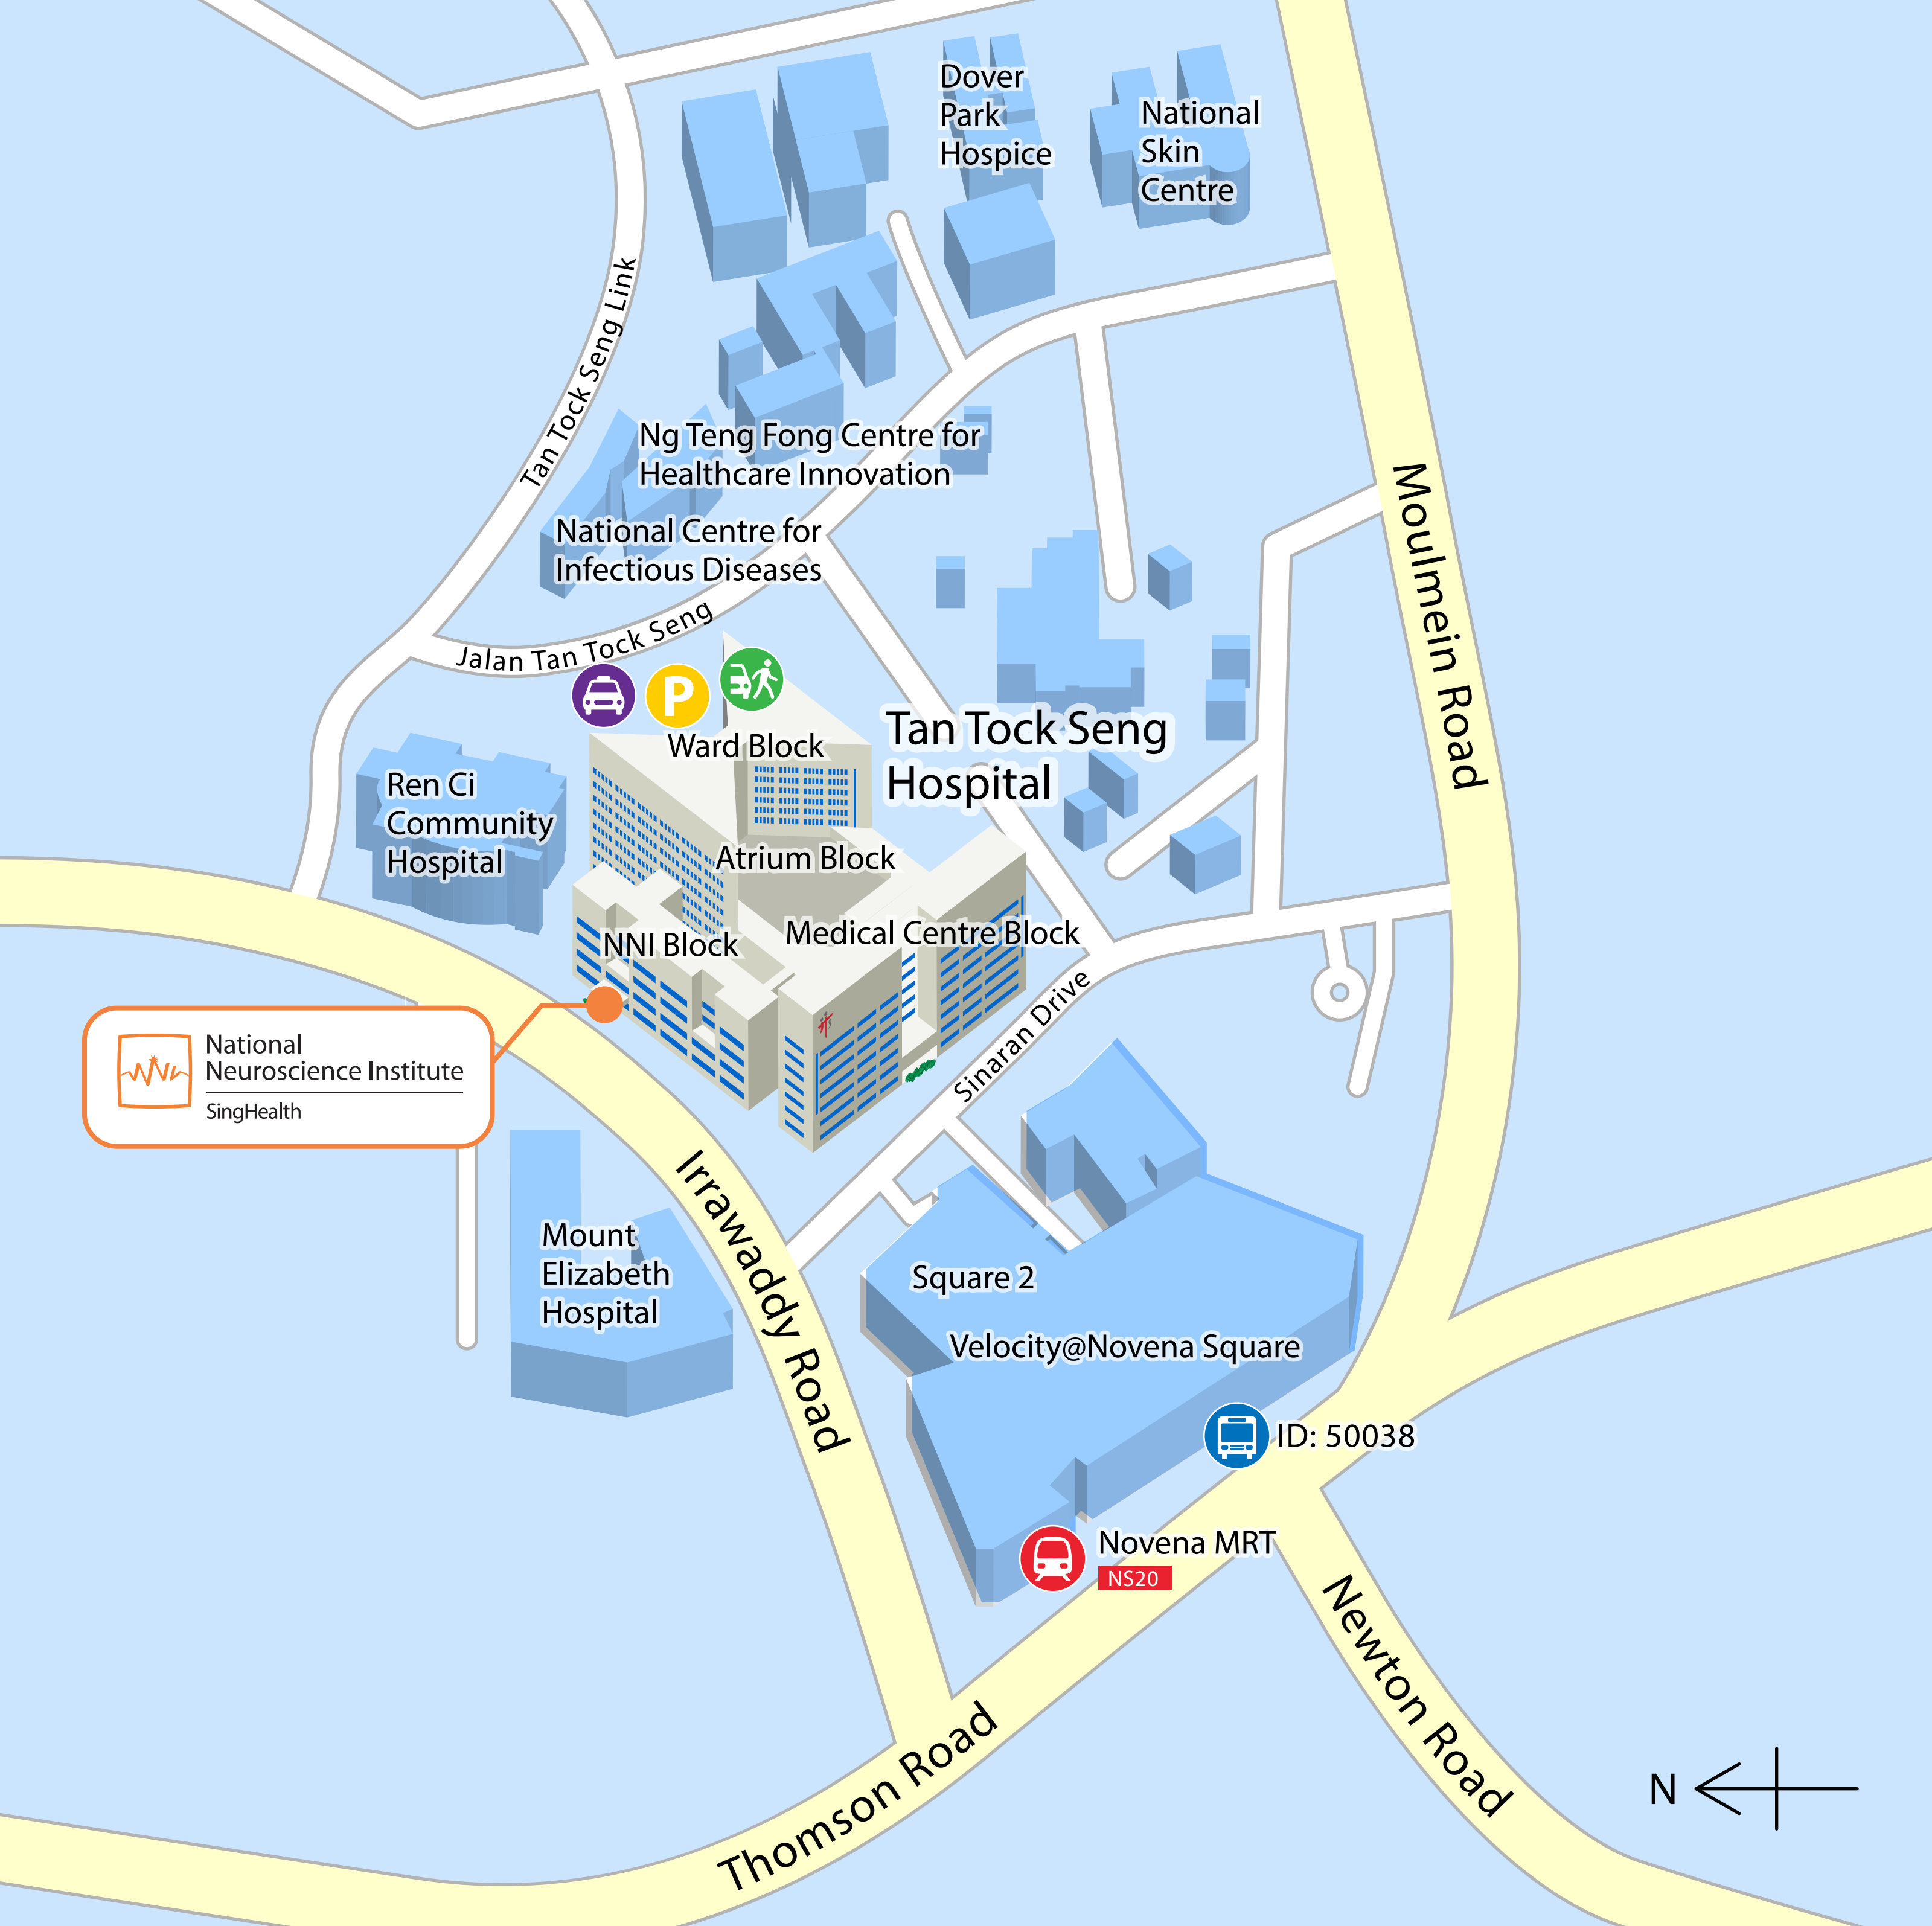 Dover
Park
Hospice
National
Skin
Centre
Tan Tock Seng Link
Ng Teng Fong Centre for
Healthcare Innovation
National Centre for
Infectious Diseases
Jalan Tan Tock Seng
Moulmein Road
P
Ward Block
Tan Tock Seng
Hospital
Ren Ci
Community
Hospital
Atrium Block
NNI Block
Medical Centre Block
Sinaran Drive
National
Neuroscience Institute
SingHealth
Irrawaddy Road
Mount
Elizabeth
Hospital
Square 2
Velocity@Novena Square
ID: 50038
Novena MRT
NS20
Newton Road
Thomson Road
N